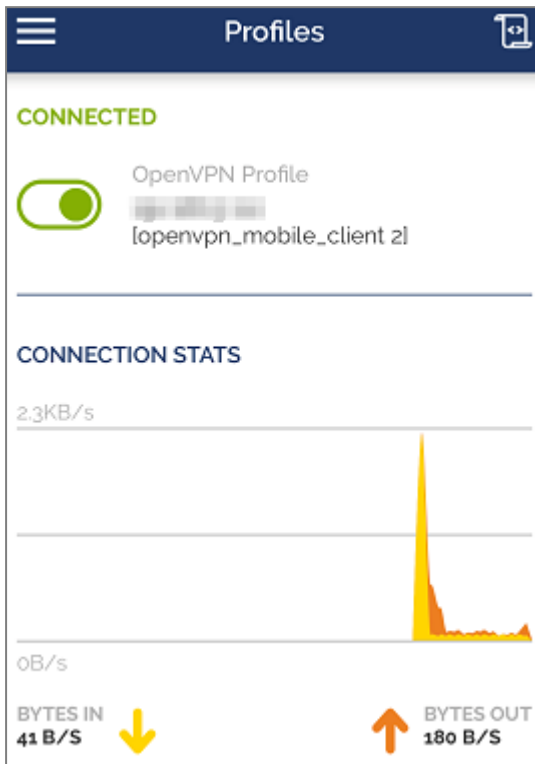 Profiles
CONNECTED
OpenVPN Profile
[openvpn_mobile_client 2]
CONNECTION STATS
2.3KB/s
0B/s
BYTES IN
41 B/S
BYTES OUT
180 B/S